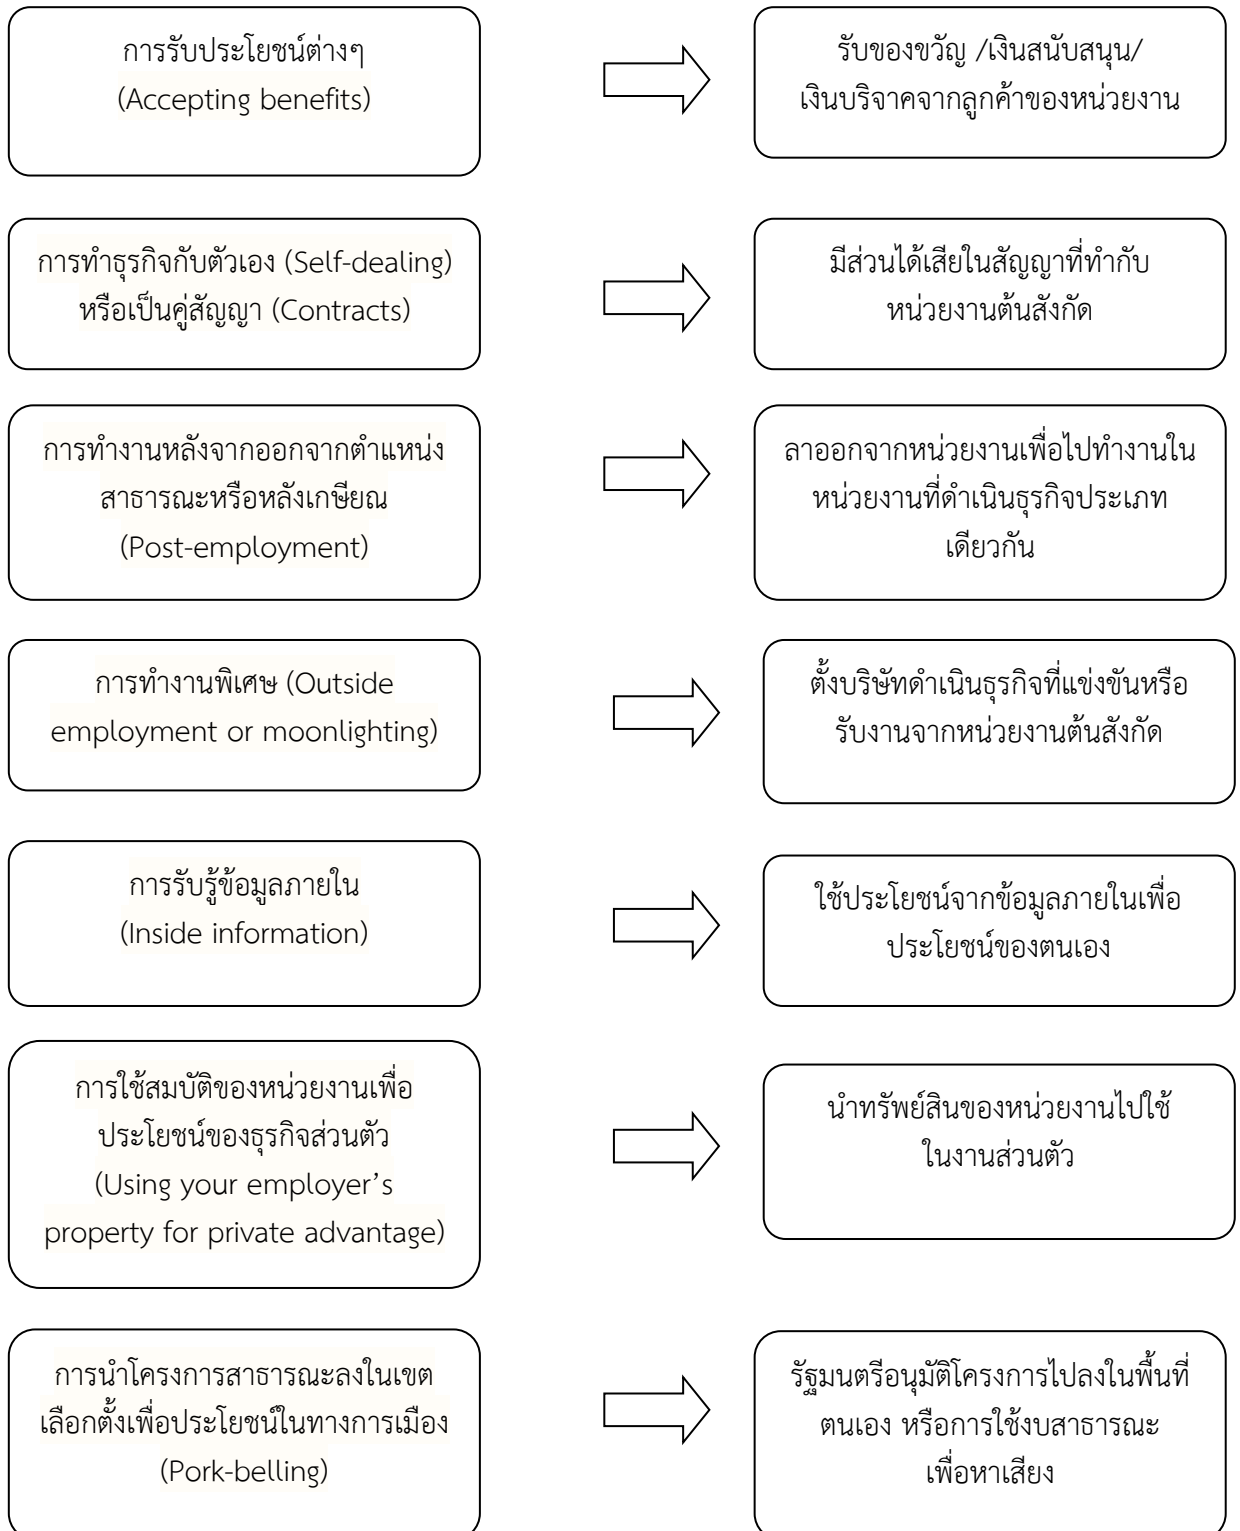 การรับประโยชน์ต่างๆ
(Accepting benefits)
รับของขวัญ /เงินสนับสนุน/
เงินบริจาคจากลูกค้าของหน่วยงาน
การทำธุรกิจกับตัวเอง (Self-dealing)
หรือเป็นคู่สัญญา (Contracts)
มีส่วนได้เสียในสัญญาที่ทำกับ
หน่วยงานต้นสังกัด
การทำงานหลังจากออกจากตำแหน่ง
สาธารณะหรือหลังเกษียณ
(Post-employment)
ลาออกจากหน่วยงานเพื่อไปทำงานใน
หน่วยงานที่ดำเนินธุรกิจประเภท
เดียวกัน
การทำงานพิเศษ (Outside
employment or moonlighting)
ตั้งบริษัทดำเนินธุรกิจที่แข่งขันหรือ
รับงานจากหน่วยงานต้นสังกัด
การรับรู้ข้อมูลภายใน
(Inside information)
ใช้ประโยชน์จากข้อมูลภายในเพื่อ
ประโยชน์ของตนเอง
การใช้สมบัติของหน่วยงานเพื่อ
ประโยชน์ของธุรกิจส่วนตัว
(Using your employer’s
property for private advantage)
นำทรัพย์สินของหน่วยงานไปใช้
ในงานส่วนตัว
การนำโครงการสาธารณะลงในเขต
เลือกตั้งเพื่อประโยชน์ในทางการเมือง
(Pork-belling)
รัฐมนตรีอนุมัติโครงการไปลงในพื้นที่
ตนเอง หรือการใช้งบสาธารณะ
เพื่อหาเสียง